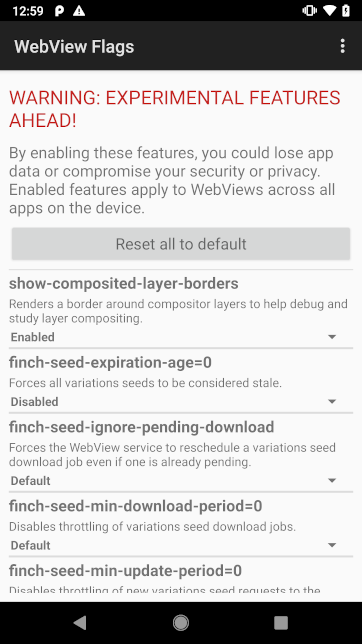 12:59
WebView Flags
WARNING: EXPERIMENTAL FEATURES
AHEAD!
By enabling these features, you could lose app
data or compromise your security or privacy.
Enabled features apply to WebViews across all
apps on the device.
Reset all to default
show-composited-layer-borders
Renders a border around compositor layers to help debug and
study layer compositing.
Enabled
finch-seed-expiration-age=0
Forces all variations seeds to be considered stale.
Disabled
finch-seed-ignore-pending-download
Forces the WebView service to reschedule a variations seed
download job even if one is already pending.
Default
finch-seed-min-download-period=0
Disables throttling of variations seed download jobs.
Default
finch-seed-min-update-period=0
Disables throttling of new variations seed requests to the